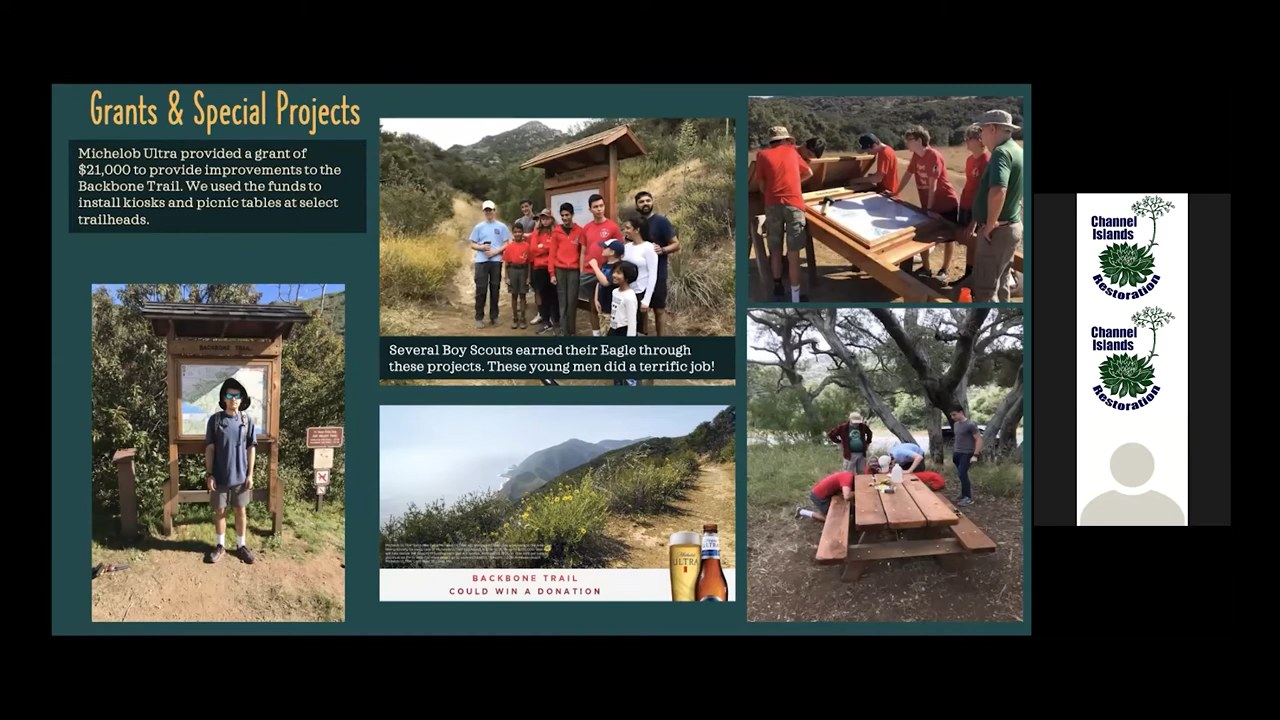 Grants & Special Projects
Michelob Ultra provided a grant of
$21,000 to provide improvements to the
Backbone Trail. We used the funds to
install kiosks and picnic tables at select
trailheads.
BACKBONE TRAIL
Several Boy Scouts earned their Eagle through
these projects. These young men did a terrific job!
ULTRA
ULTRA
BACKBONE TRAIL
COULD WIN A DONATION
Channel
Islands
Restoration
Channel
Islands
Restoration